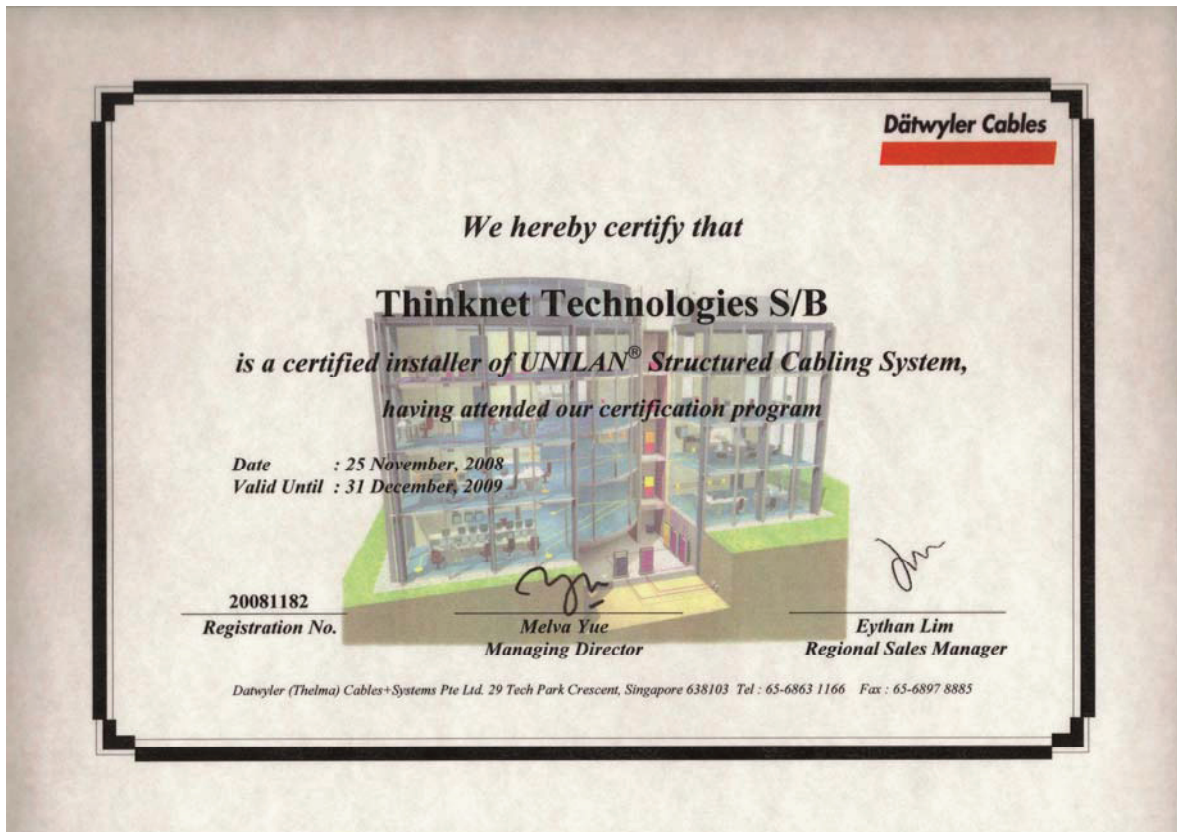 Dätwyler Cables
We hereby certify that
Thinknet Technologies S/B
is a certified installer of UNILAN® Structured Cabling System,
having attended our certification program
Date : 25 November, 2008
Valid Until : 31 December, 2009
20081182
Registration No.
Melva Yue
Managing Director
Eythan Lim
Regional Sales Manager
Datwyler (Thelma) Cables+Systems Pte Ltd. 29 Tech Park Crescent, Singapore 638103 Tel : 65-6863 1166 Fax : 65-6897 8885